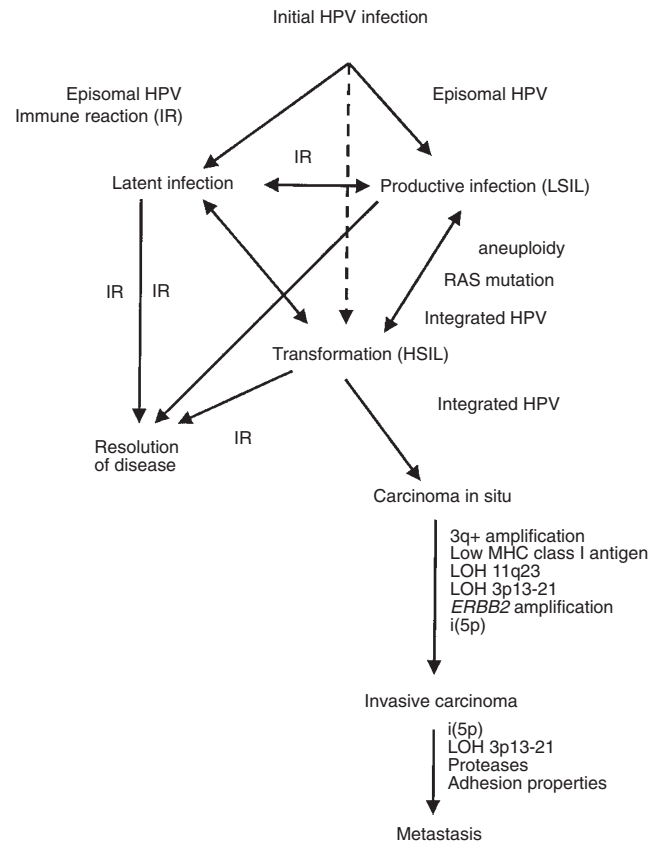 Initial HPV infection
Episomal HPV
Immune reaction (IR)
Episomal HPV
IR
Latent infection
Productive infection (LSIL)
aneuploidy
RAS mutation
IR
IR
Integrated HPV
Transformation (HSIL)
Integrated HPV
IR
Resolution
of disease
Carcinoma in situ
3q+ amplification
Low MHC class I antigen
LOH 11q23
LOH 3p13-21
ERBB2 amplification
i(5p)
Invasive carcinoma
i(5p)
LOH 3p13-21
Proteases
Adhesion properties
Metastasis